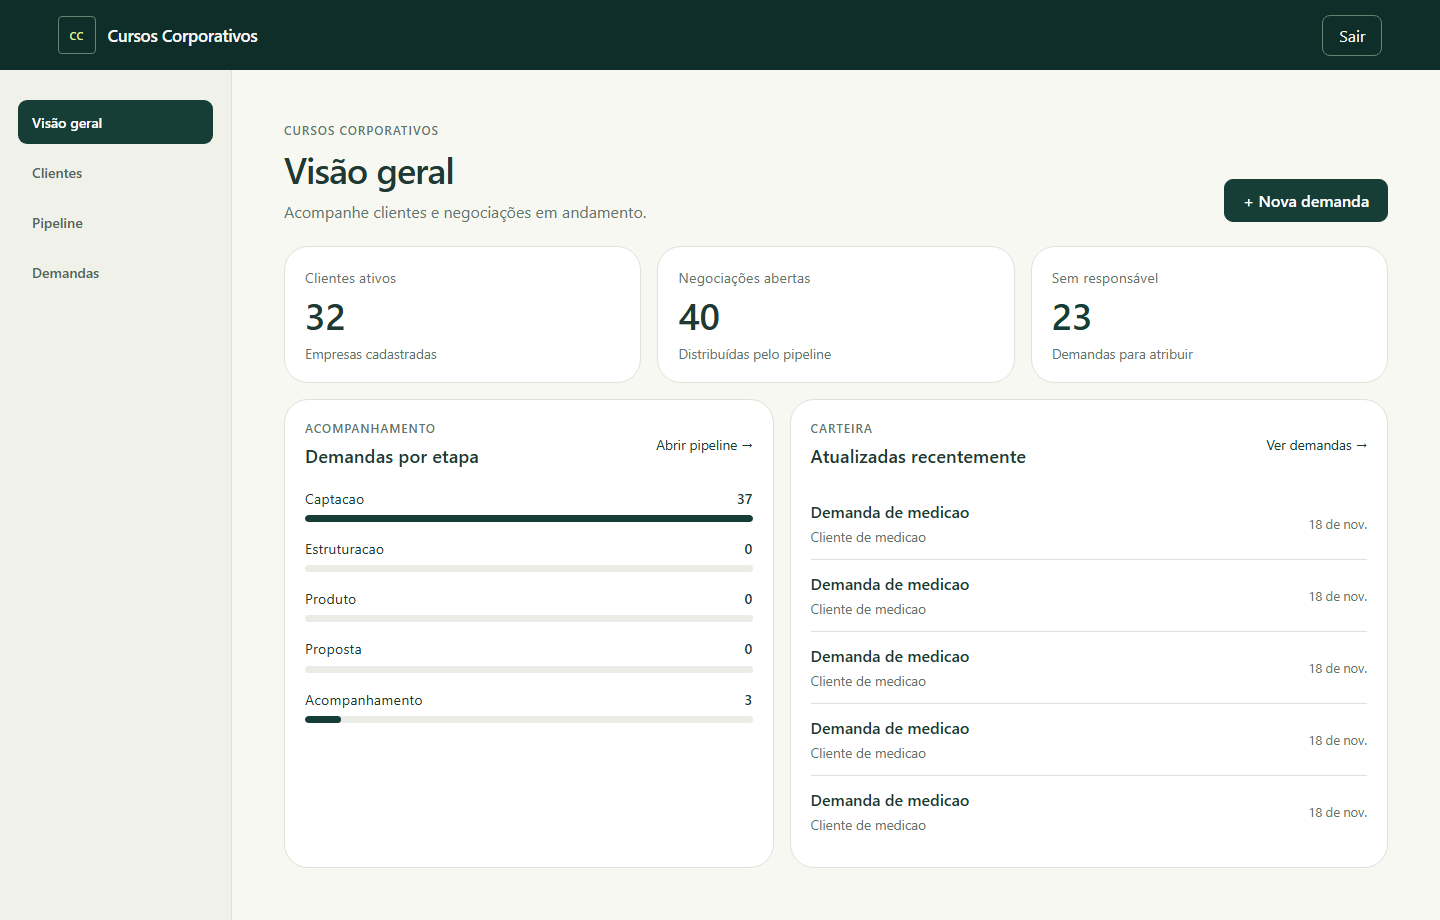 CC
Cursos Corporativos
Sair
Visão geral
Clientes
Pipeline
Demandas
CURSOS CORPORATIVOS
Visão geral
Acompanhe clientes e negociações em andamento.
+ Nova demanda
Clientes ativos
32
Empresas cadastradas
Negociações abertas
40
Distribuídas pelo pipeline
Sem responsável
23
Demandas para atribuir
ACOMPANHAMENTO
Demandas por etapa
Abrir pipeline →
Captacao 37
Estruturacao 0
Produto 0
Proposta 0
Acompanhamento 3
CARTEIRA
Atualizadas recentemente
Ver demandas →
Demanda de medicao
Cliente de medicao
18 de nov.
Demanda de medicao
Cliente de medicao
18 de nov.
Demanda de medicao
Cliente de medicao
18 de nov.
Demanda de medicao
Cliente de medicao
18 de nov.
Demanda de medicao
Cliente de medicao
18 de nov.